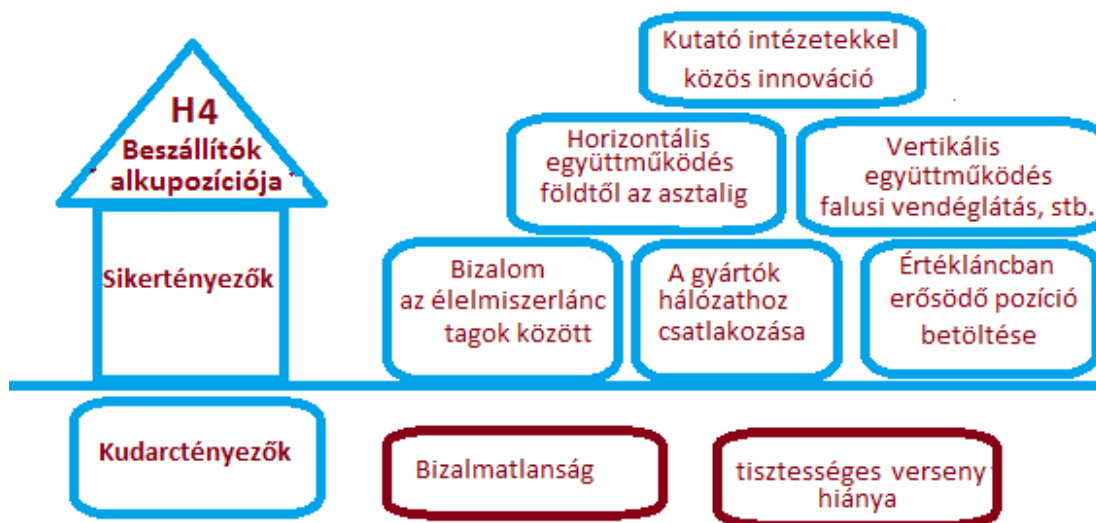 H4
Beszállítók
alkupozíciója
Sikertényezők
Kutató intézetekkel
közös innováció
Horizontális
együttműködés
földtől az asztalig
Vertikális
együttműködés
falusi vendéglátás, stb.
Bizalom
az élelmiszerlánc
tagok között
A gyártók
hálózathoz
csatlakozása
Értékláncban
erősödő pozíció
betöltése
Kudarctényezők
Bizalmatlanság
tisztességes verseny
hiánya